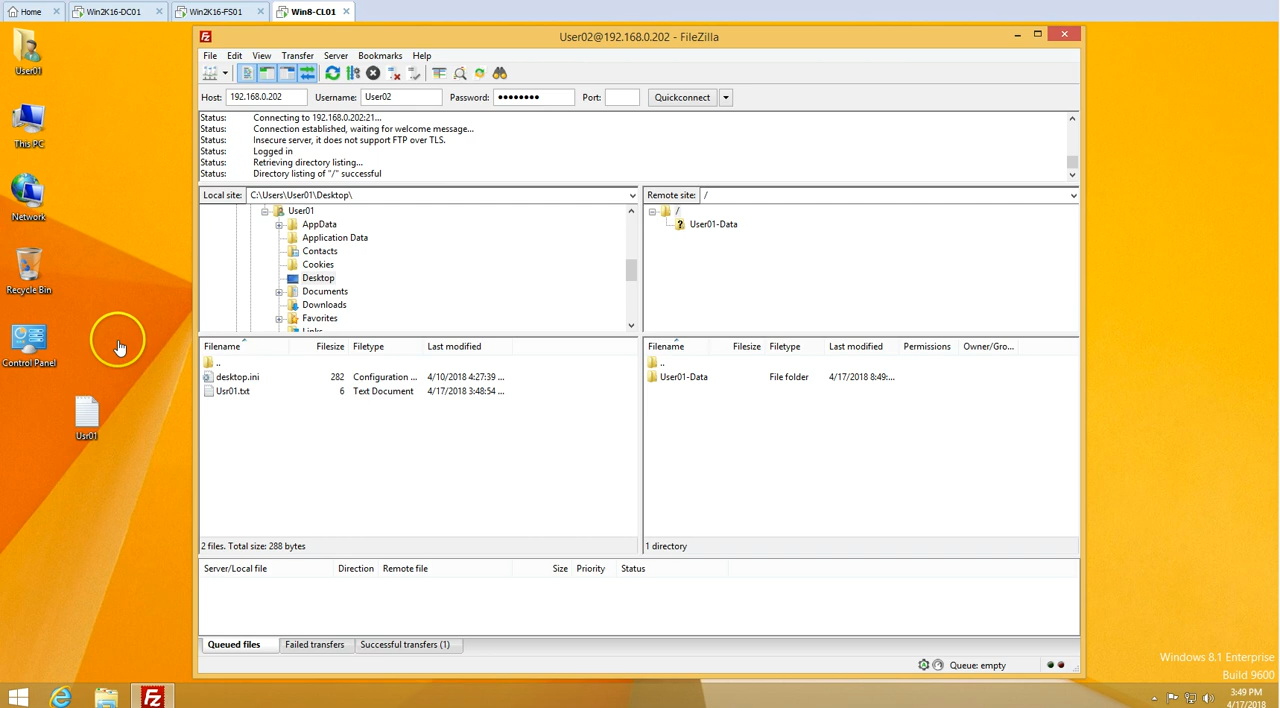 Home
Win2K16-DC01
Win2K16-FS01
Win8-CL01
User02@192.168.0.202 - FileZilla
File Edit View Transfer Server Bookmarks Help
Host: 192.168.0.202 Username: User02 Password: •••••••• Port: Quickconnect
Status: Connecting to 192.168.0.202:21...
Status: Connection established, waiting for welcome message...
Status: Insecure server, it does not support FTP over TLS.
Status: Logged in
Status: Retrieving directory listing...
Status: Directory listing of "/" successful
Local site: C:\Users\User01\Desktop\
User01
AppData
Application Data
Contacts
Cookies
Desktop
Documents
Downloads
Favorites
Links
Remote site: /
/
User01-Data
Filename Filesize Filetype Last modified
..
desktop.ini 282 Configuration ... 4/10/2018 4:27:39 ...
Usr01.txt 6 Text Document 4/17/2018 3:48:54 ...
2 files. Total size: 288 bytes
Filename Filesize Filetype Last modified Permissions Owner/Gro...
..
User01-Data File folder 4/17/2018 8:49:...
1 directory
Server/Local file Direction Remote file Size Priority Status
Queued files Failed transfers Successful transfers (1)
Queue: empty
User01
This PC
Network
Recycle Bin
Control Panel
Usr01
Windows 8.1 Enterprise
Build 9600
3:49 PM
4/17/2018